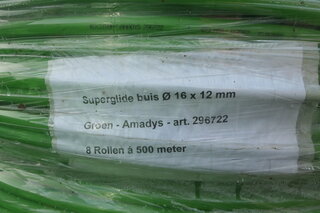 Superglide buis Ø 16 x 12 mm
Groen - Amadys - art. 296722
8 Rollen à 500 meter